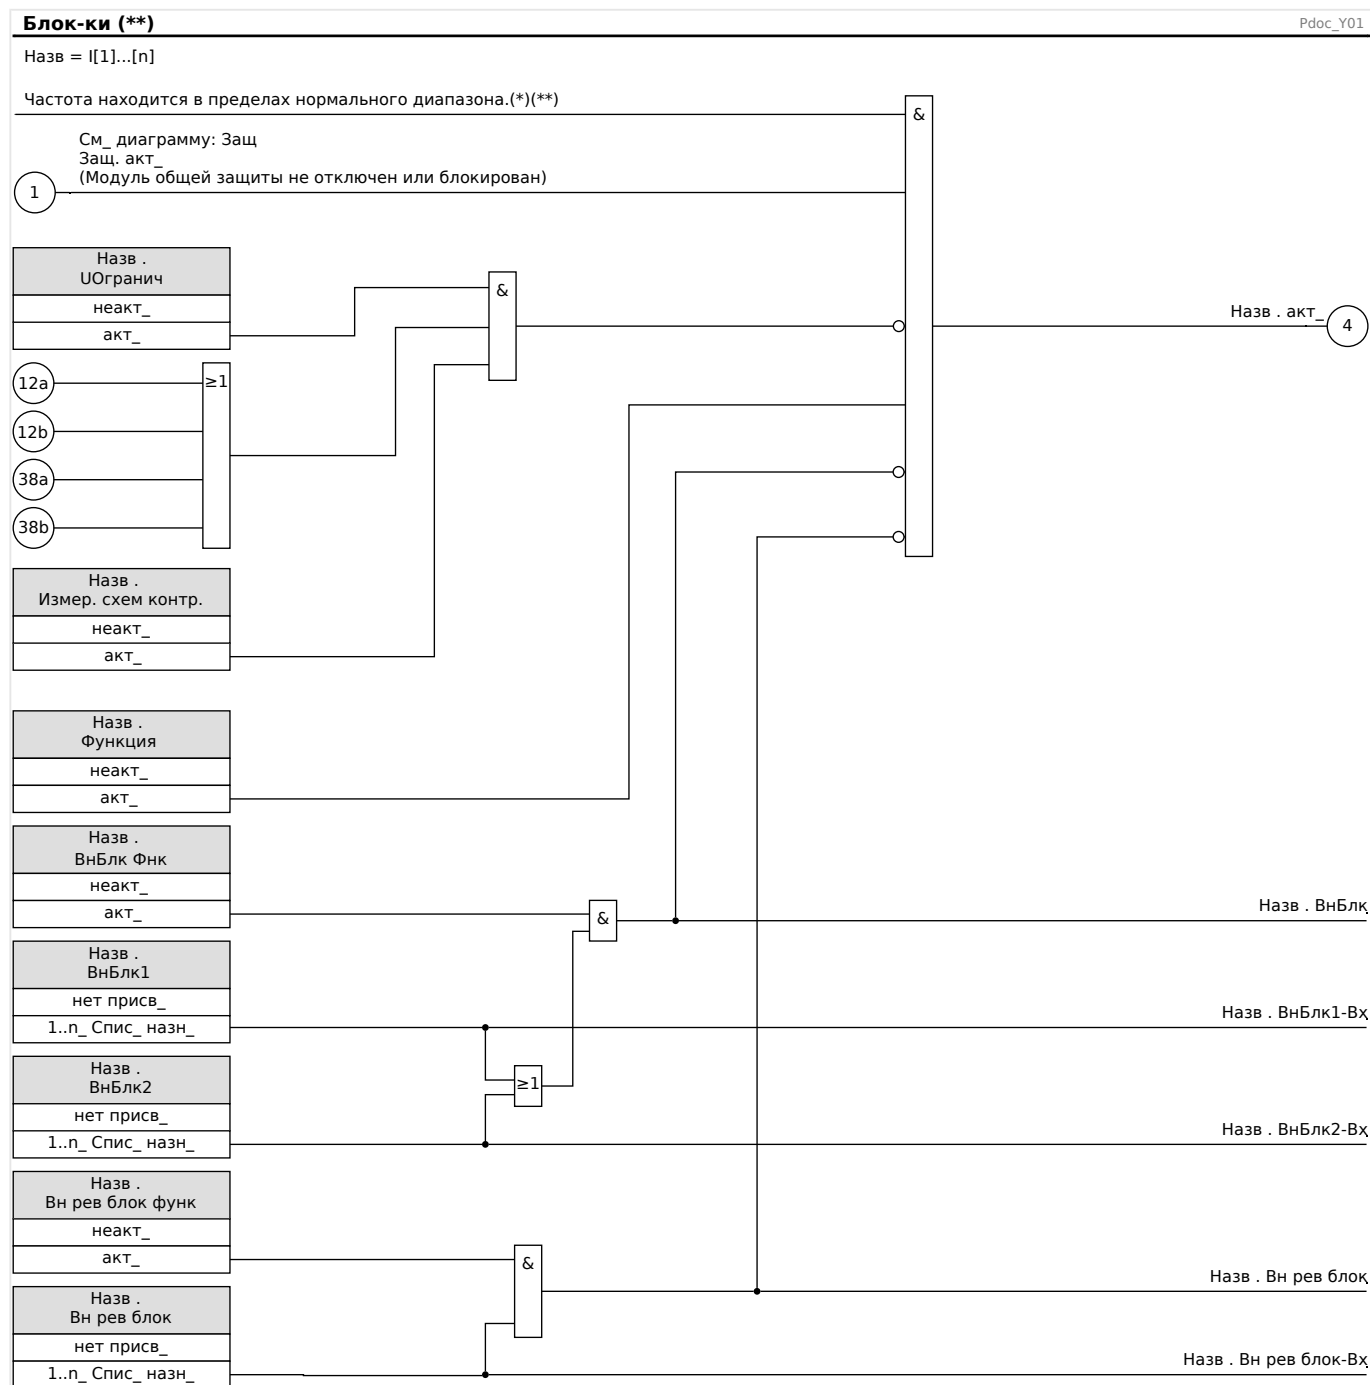 Блок-ки (**)
Pdoc_Y01
Назв = I[1]...[n]
Частота находится в пределах нормального диапазона.(*)(**)
&
См_ диаграмму: Защ
Защ. акт_
(Модуль общей защиты не отключен или блокирован)
1
Назв .
UОгранич
неакт_
акт_
&
Назв . акт_
4
12a
≥1
12b
38a
38b
Назв .
Измер. схем контр.
неакт_
акт_
Назв .
Функция
неакт_
акт_
Назв .
ВнБлк Фнк
неакт_
акт_
&
Назв . ВнБлк
Назв .
ВнБлк1
нет присв_
1..n_ Спис_ назн_
Назв . ВнБлк1-Вх
≥1
Назв .
ВнБлк2
нет присв_
1..n_ Спис_ назн_
Назв . ВнБлк2-Вх
Назв .
Вн рев блок функ
неакт_
акт_
&
Назв . Вн рев блок
Назв .
Вн рев блок
нет присв_
1..n_ Спис_ назн_
Назв . Вн рев блок-Вх